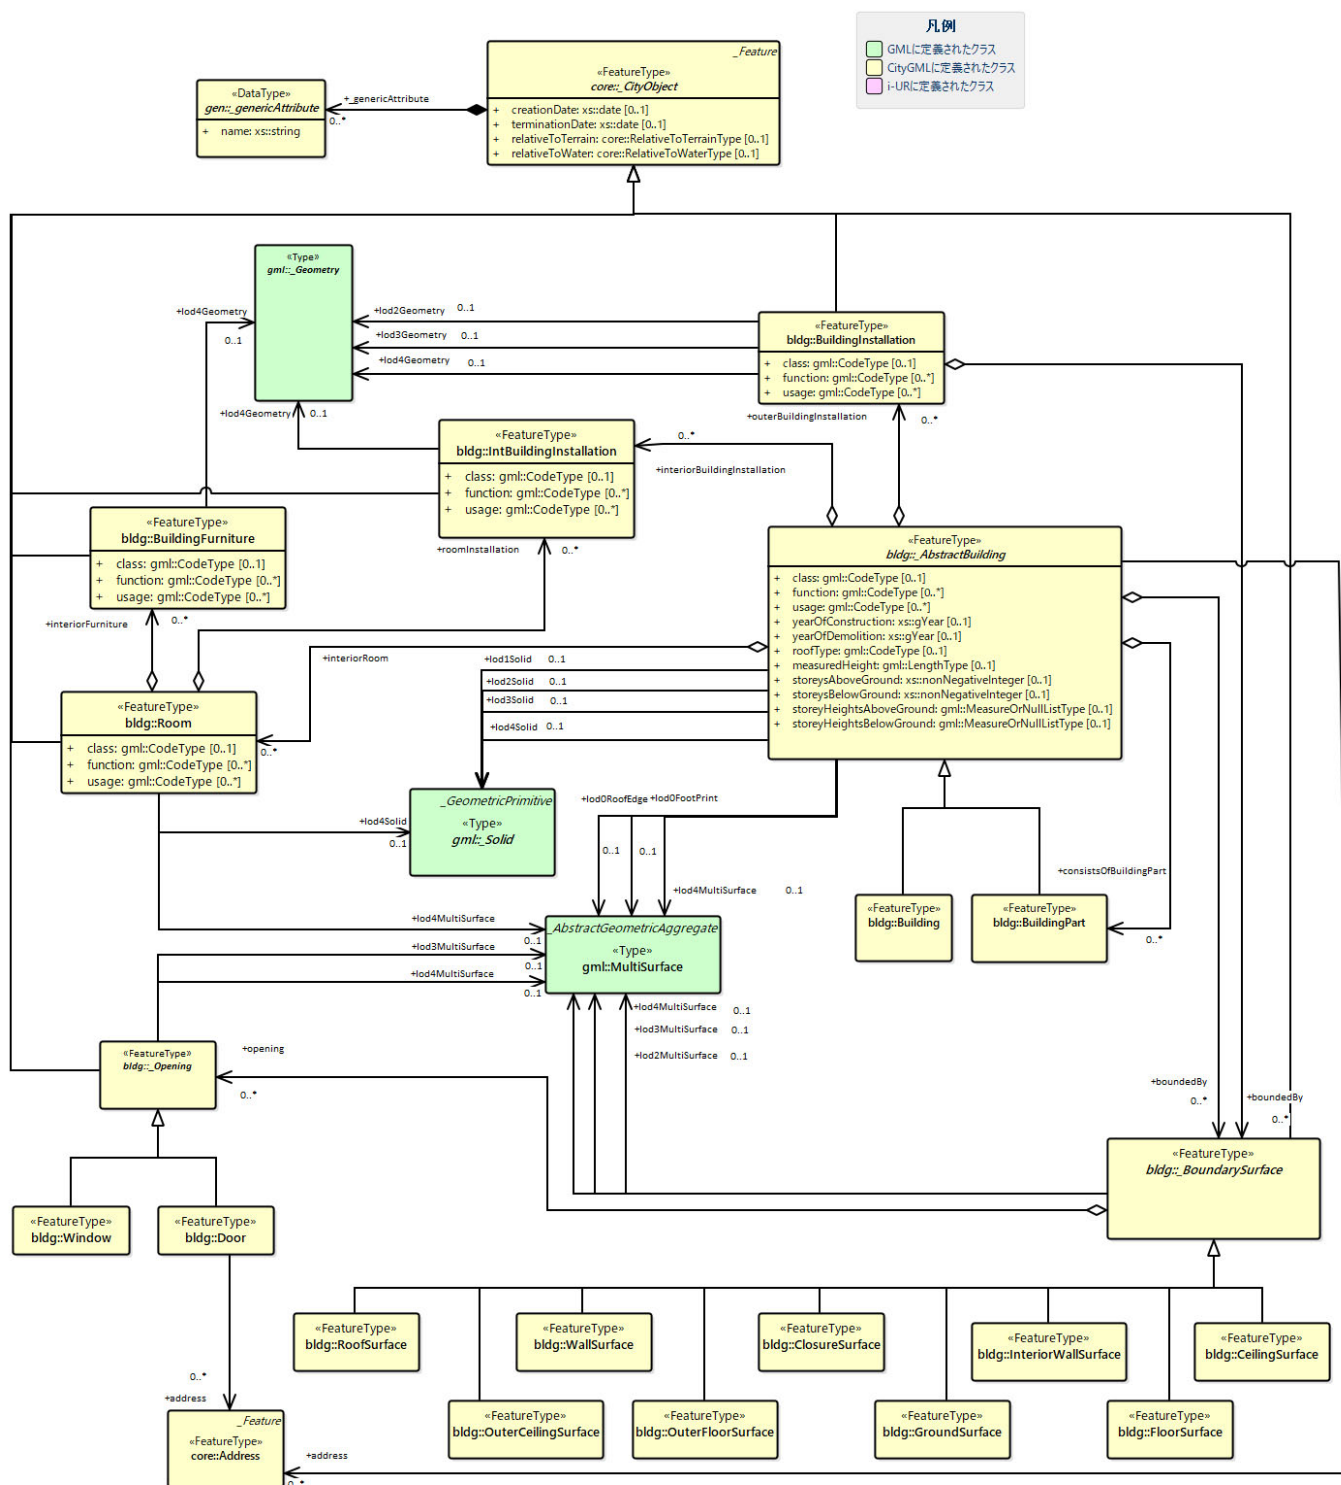 凡例
GMLに定義されたクラス
CityGMLに定義されたクラス
i-URに定義されたクラス
_Feature
«FeatureType»
core::_CityObject
+ creationDate: xs::date [0..1]
+ terminationDate: xs::date [0..1]
+ relativeToTerrain: core::RelativeToTerrainType [0..1]
+ relativeToWater: core::RelativeToWaterType [0..1]
«DataType»
gen::_genericAttribute
+ name: xs::string
+_genericAttribute
0..*
«Type»
gml::_Geometry
+lod4Geometry
0..1
+lod2Geometry 0..1
+lod3Geometry 0..1
+lod4Geometry 0..1
+lod4Geometry 0..1
«FeatureType»
bldg::BuildingInstallation
+ class: gml::CodeType [0..1]
+ function: gml::CodeType [0..*]
+ usage: gml::CodeType [0..*]
+outerBuildingInstallation
0..*
«FeatureType»
bldg::IntBuildingInstallation
+ class: gml::CodeType [0..1]
+ function: gml::CodeType [0..*]
+ usage: gml::CodeType [0..*]
0..*
+interiorBuildingInstallation
+roomInstallation
0..*
«FeatureType»
bldg::BuildingFurniture
+ class: gml::CodeType [0..1]
+ function: gml::CodeType [0..*]
+ usage: gml::CodeType [0..*]
+interiorFurniture
0..*
«FeatureType»
bldg::_AbstractBuilding
+ class: gml::CodeType [0..1]
+ function: gml::CodeType [0..*]
+ usage: gml::CodeType [0..*]
+ yearOfConstruction: xs::gYear [0..1]
+ yearOfDemolition: xs::gYear [0..1]
+ roofType: gml::CodeType [0..1]
+ measuredHeight: gml::LengthType [0..1]
+ storeysAboveGround: xs::nonNegativeInteger [0..1]
+ storeysBelowGround: xs::nonNegativeInteger [0..1]
+ storeyHeightsAboveGround: gml::MeasureOrNullListType [0..1]
+ storeyHeightsBelowGround: gml::MeasureOrNullListType [0..1]
+interiorRoom
0..*
+lod1Solid 0..1
+lod2Solid 0..1
+lod3Solid 0..1
+lod4Solid 0..1
«FeatureType»
bldg::Room
+ class: gml::CodeType [0..1]
+ function: gml::CodeType [0..*]
+ usage: gml::CodeType [0..*]
_GeometricPrimitive
«Type»
gml::_Solid
+lod4Solid
0..1
+lod0RoofEdge
+lod0FootPrint
0..1
0..1
+lod4MultiSurface 0..1
+consistsOfBuildingPart
0..*
«FeatureType»
bldg::Building
«FeatureType»
bldg::BuildingPart
_AbstractGeometricAggregate
«Type»
gml::MultiSurface
+lod4MultiSurface
0..1
+lod3MultiSurface
0..1
+lod4MultiSurface
0..1
+lod4MultiSurface 0..1
+lod3MultiSurface 0..1
+lod2MultiSurface 0..1
«FeatureType»
bldg::_Opening
+opening
0..*
+boundedBy
0..*
+boundedBy
0..*
«FeatureType»
bldg::_BoundarySurface
«FeatureType»
bldg::Window
«FeatureType»
bldg::Door
«FeatureType»
bldg::RoofSurface
«FeatureType»
bldg::WallSurface
«FeatureType»
bldg::ClosureSurface
«FeatureType»
bldg::InteriorWallSurface
«FeatureType»
bldg::CeilingSurface
«FeatureType»
bldg::OuterCeilingSurface
«FeatureType»
bldg::OuterFloorSurface
«FeatureType»
bldg::GroundSurface
«FeatureType»
bldg::FloorSurface
0..*
+address
_Feature
«FeatureType»
core::Address
+address
0..*